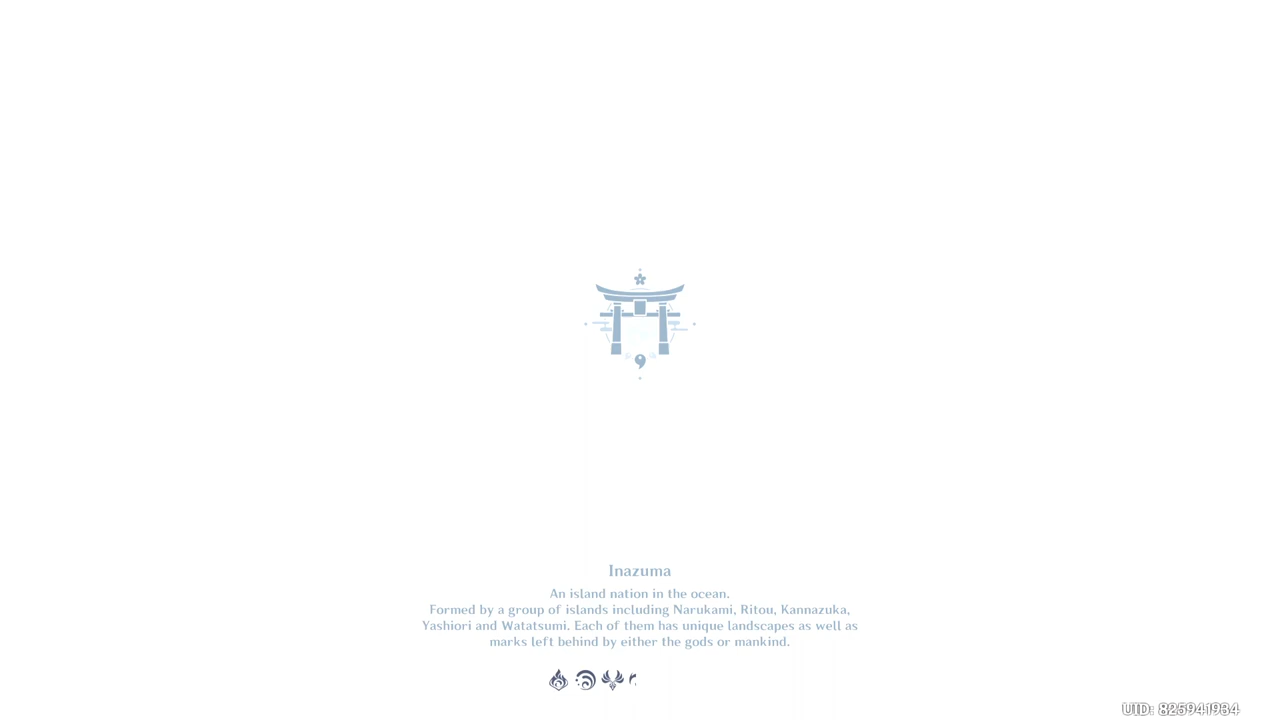 Inazuma
An island nation in the ocean.
Formed by a group of islands including Narukami, Ritou, Kannazuka,
Yashiori and Watatsumi. Each of them has unique landscapes as well as
marks left behind by either the gods or mankind.
UID: 825941934